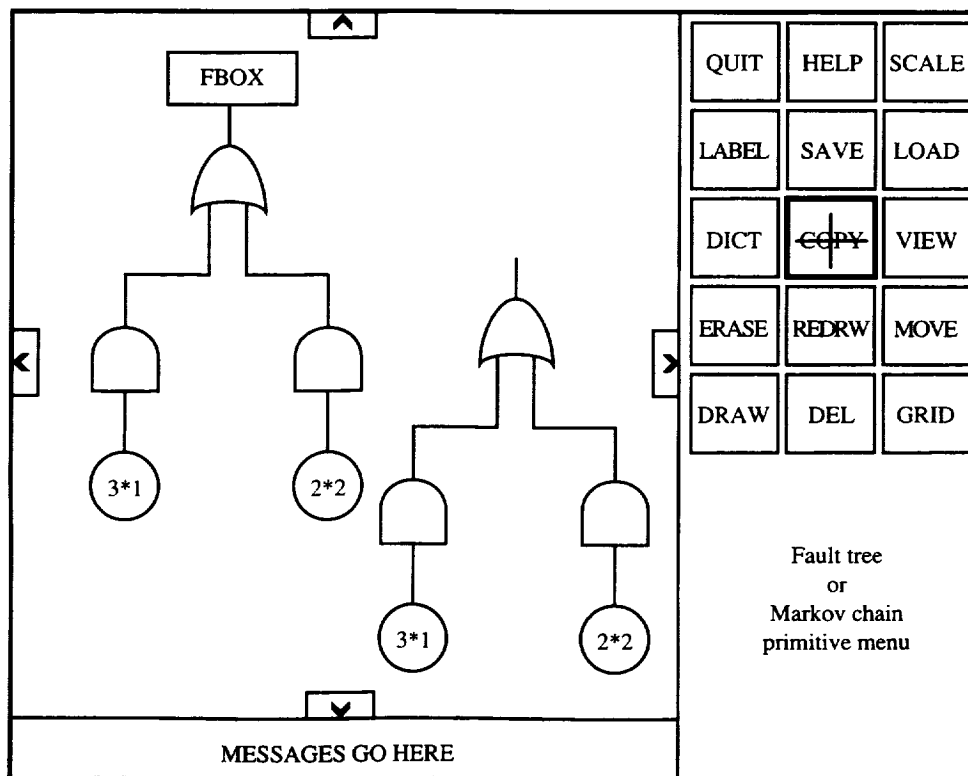 FBOX
3*1
2*2
3*1
2*2
QUIT HELP SCALE
LABEL SAVE LOAD
DICT COPY VIEW
ERASE REDRW MOVE
DRAW DEL GRID
Fault tree
or
Markov chain
primitive menu
MESSAGES GO HERE